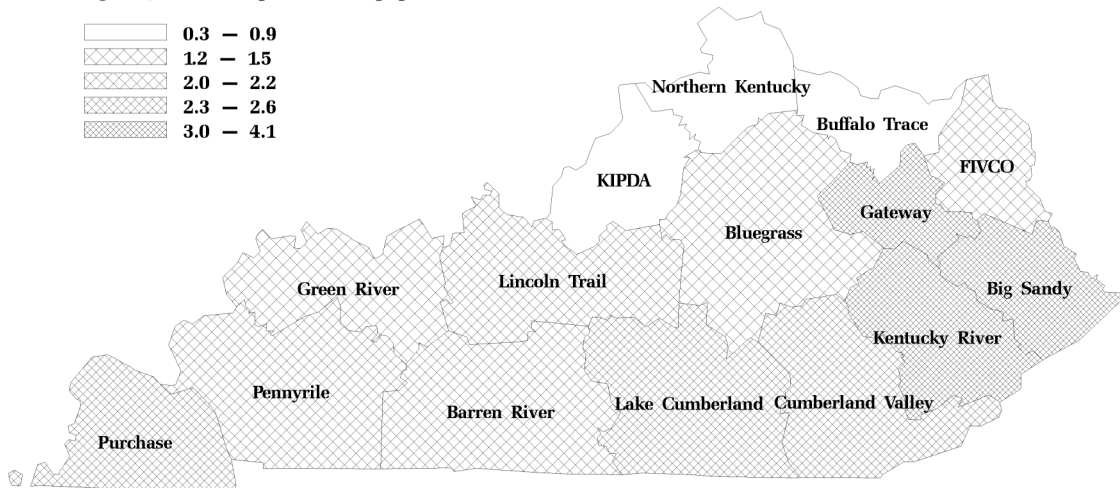 0.3 – 0.9
1.2 – 1.5
2.0 – 2.2
2.3 – 2.6
3.0 – 4.1
Northern Kentucky
Buffalo Trace
FIVCO
KIPDA
Gateway
Bluegrass
Lincoln Trail
Green River
Big Sandy
Kentucky River
Pennyrile
Barren River
Lake Cumberland
Cumberland Valley
Purchase